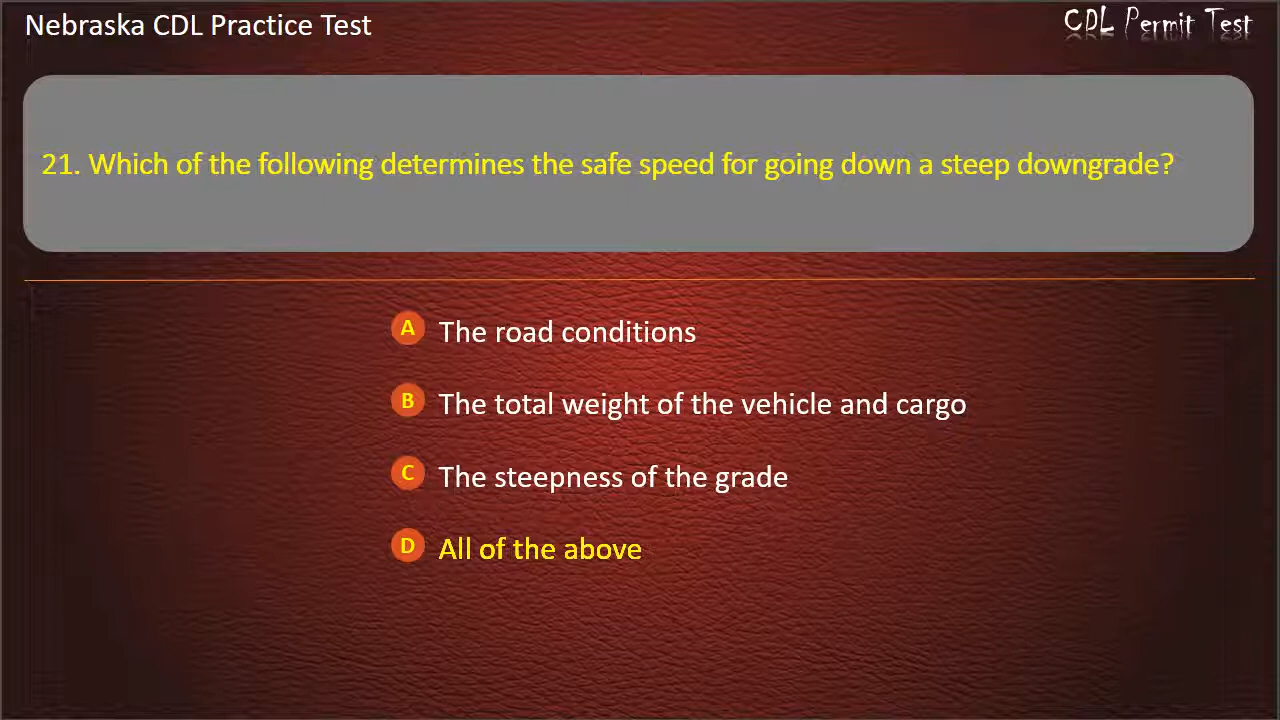 Nebraska CDL Practice Test
CDL Permit Test
21. Which of the following determines the safe speed for going down a steep downgrade?
A The road conditions
B The total weight of the vehicle and cargo
C The steepness of the grade
D All of the above